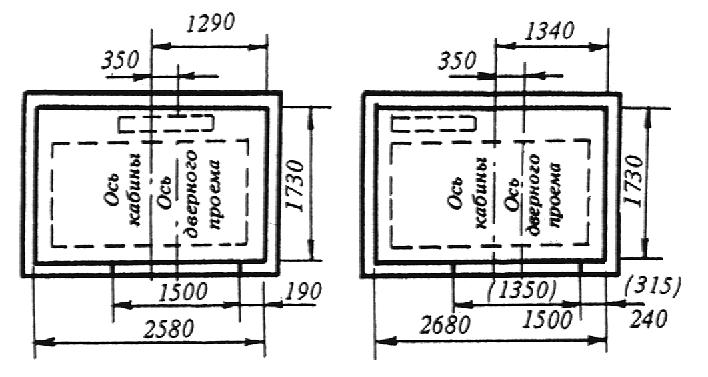 1290
350
Ось
кабины
Ось
дверного
проема
1730
1500
190
2580
1340
350
Ось
кабины
Ось
дверного
проема
1730
(1350)
(315)
2680
1500
240